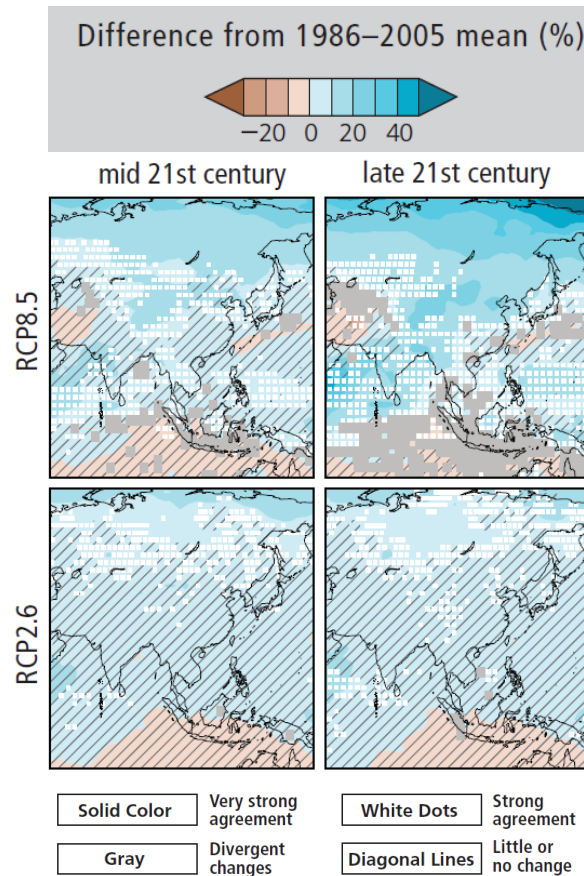 Difference from 1986–2005 mean (%)
−20 0 20 40
mid 21st century late 21st century
RCP8.5
RCP2.6
Solid Color Very strong agreement
White Dots Strong agreement
Gray Divergent changes
Diagonal Lines Little or no change